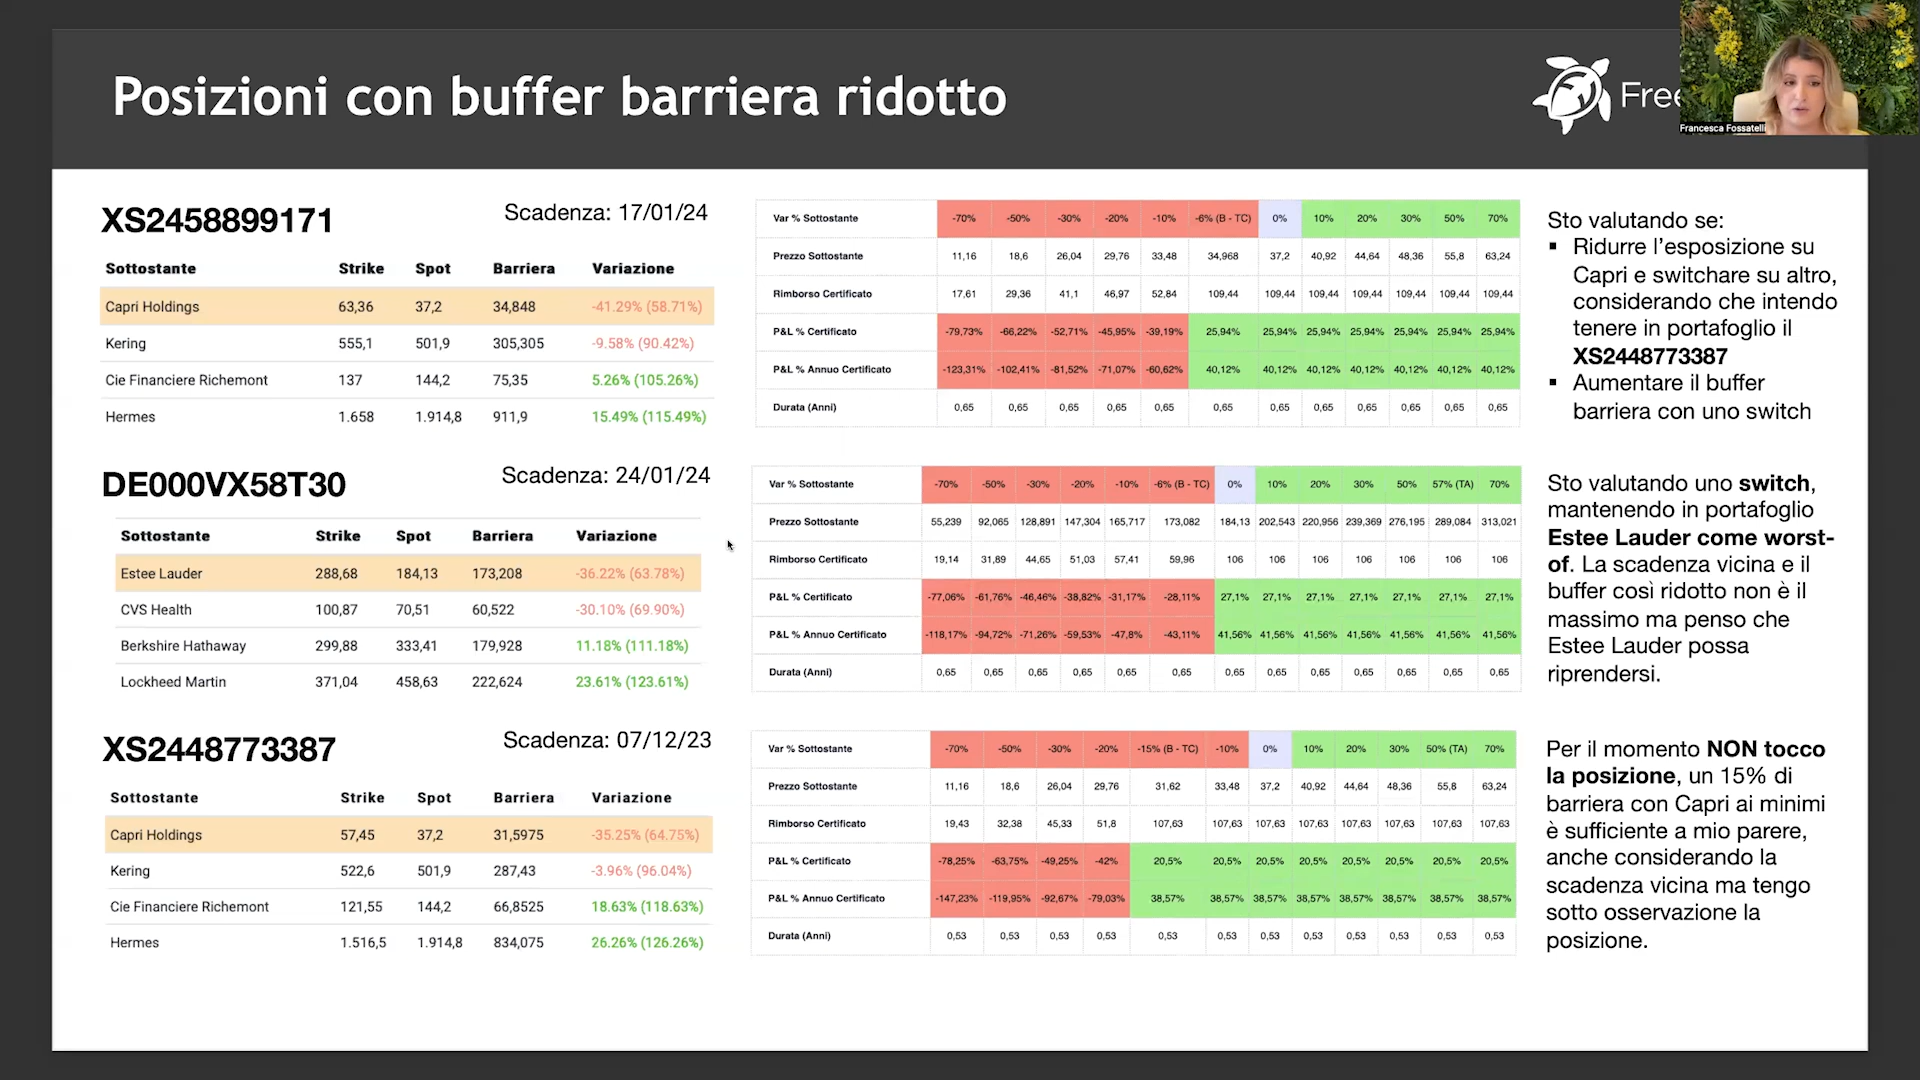 Posizioni con buffer barriera ridotto
Free
Francesca Fossatelli
XS2458899171
Scadenza: 17/01/24
Sottostante Strike Spot Barriera Variazione
Capri Holdings 63,36 37,2 34,848 -41.29% (58.71%)
Kering 555,1 501,9 305,305 -9.58% (90.42%)
Cie Financiere Richemont 137 144,2 75,35 5.26% (105.26%)
Hermes 1.658 1.914,8 911,9 15.49% (115.49%)
Var % Sottostante -70% -50% -30% -20% -10% -6% (B - TC) 0% 10% 20% 30% 50% 70%
Prezzo Sottostante 11,16 18,6 26,04 29,76 33,48 34,968 37,2 40,92 44,64 48,36 55,8 63,24
Rimborso Certificato 17,61 29,36 41,1 46,97 52,84 109,44 109,44 109,44 109,44 109,44 109,44 109,44
P&L % Certificato -79,73% -66,22% -52,71% -45,95% -39,19% 25,94% 25,94% 25,94% 25,94% 25,94% 25,94% 25,94%
P&L % Annuo Certificato -123,31% -102,41% -81,52% -71,07% -60,62% 40,12% 40,12% 40,12% 40,12% 40,12% 40,12% 40,12%
Durata (Anni) 0,65 0,65 0,65 0,65 0,65 0,65 0,65 0,65 0,65 0,65 0,65 0,65
Sto valutando se:
▪ Ridurre l'esposizione su
Capri e switchare su altro,
considerando che intendo
tenere in portafoglio il
XS2448773387
▪ Aumentare il buffer
barriera con uno switch
DE000VX58T30
Scadenza: 24/01/24
Sottostante Strike Spot Barriera Variazione
Estee Lauder 288,68 184,13 173,208 -36.22% (63.78%)
CVS Health 100,87 70,51 60,522 -30.10% (69.90%)
Berkshire Hathaway 299,88 333,41 179,928 11.18% (111.18%)
Lockheed Martin 371,04 458,63 222,624 23.61% (123.61%)
Var % Sottostante -70% -50% -30% -20% -10% -6% (B - TC) 0% 10% 20% 30% 50% 57% (TA) 70%
Prezzo Sottostante 55,239 92,065 128,891 147,304 165,717 173,082 184,13 202,543 220,956 239,369 276,195 289,084 313,021
Rimborso Certificato 19,14 31,89 44,65 51,03 57,41 59,96 106 106 106 106 106 106 106
P&L % Certificato -77,06% -61,76% -46,46% -38,82% -31,17% -28,11% 27,1% 27,1% 27,1% 27,1% 27,1% 27,1% 27,1%
P&L % Annuo Certificato -118,17% -94,72% -71,26% -59,53% -47,8% -43,11% 41,56% 41,56% 41,56% 41,56% 41,56% 41,56% 41,56%
Durata (Anni) 0,65 0,65 0,65 0,65 0,65 0,65 0,65 0,65 0,65 0,65 0,65 0,65 0,65
Sto valutando uno switch,
mantenendo in portafoglio
Estee Lauder come worst-
of. La scadenza vicina e il
buffer così ridotto non è il
massimo ma penso che
Estee Lauder possa
riprendersi.
XS2448773387
Scadenza: 07/12/23
Sottostante Strike Spot Barriera Variazione
Capri Holdings 57,45 37,2 31,5975 -35.25% (64.75%)
Kering 522,6 501,9 287,43 -3.96% (96.04%)
Cie Financiere Richemont 121,55 144,2 66,8525 18.63% (118.63%)
Hermes 1.516,5 1.914,8 834,075 26.26% (126.26%)
Var % Sottostante -70% -50% -30% -20% -15% (B - TC) -10% 0% 10% 20% 30% 50% (TA) 70%
Prezzo Sottostante 11,16 18,6 26,04 29,76 31,62 33,48 37,2 40,92 44,64 48,36 55,8 63,24
Rimborso Certificato 19,43 32,38 45,33 51,8 107,63 107,63 107,63 107,63 107,63 107,63 107,63 107,63
P&L % Certificato -78,25% -63,75% -49,25% -42% 20,5% 20,5% 20,5% 20,5% 20,5% 20,5% 20,5% 20,5%
P&L % Annuo Certificato -147,23% -119,95% -92,67% -79,03% 38,57% 38,57% 38,57% 38,57% 38,57% 38,57% 38,57% 38,57%
Durata (Anni) 0,53 0,53 0,53 0,53 0,53 0,53 0,53 0,53 0,53 0,53 0,53 0,53
Per il momento NON tocco
la posizione, un 15% di
barriera con Capri ai minimi
è sufficiente a mio parere,
anche considerando la
scadenza vicina ma tengo
sotto osservazione la
posizione.